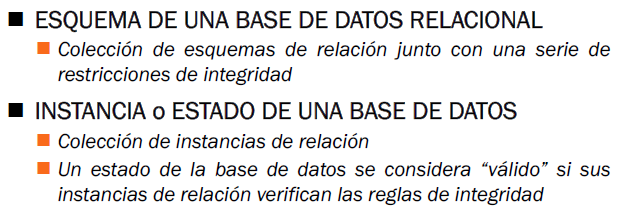 ESQUEMA DE UNA BASE DE DATOS RELACIONAL
Colección de esquemas de relación junto con una serie de
restricciones de integridad
INSTANCIA o ESTADO DE UNA BASE DE DATOS
Colección de instancias de relación
Un estado de la base de datos se considera “válido” si sus
instancias de relación verifican las reglas de integridad